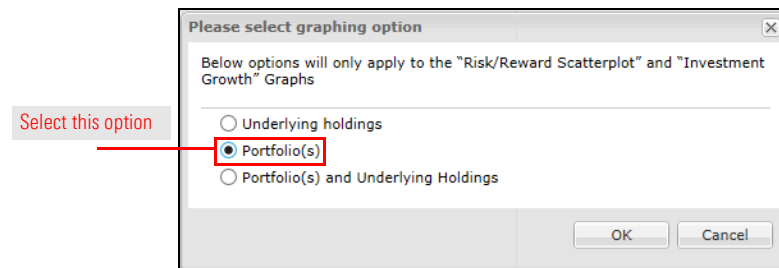 Please select graphing option
Below options will only apply to the "Risk/Reward Scatterplot" and "Investment
Growth" Graphs
Select this option
Underlying holdings
Portfolio(s)
Portfolio(s) and Underlying Holdings
OK
Cancel